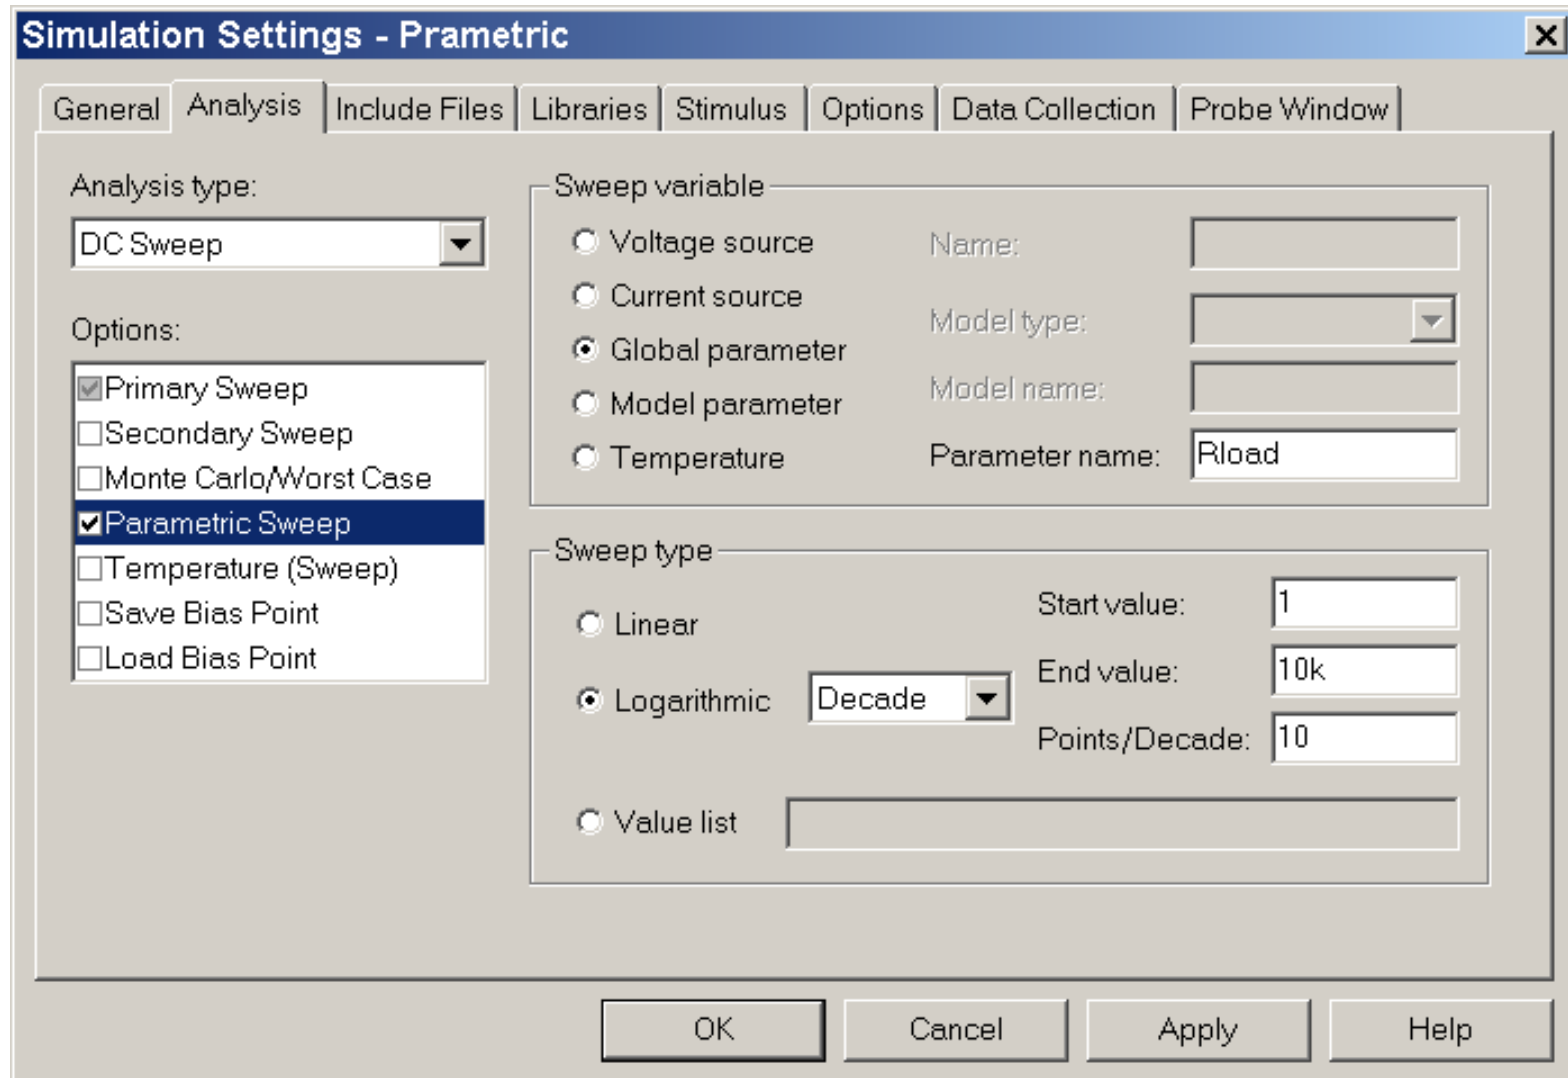 Simulation Settings - Prametric
General Analysis Include Files Libraries Stimulus Options Data Collection Probe Window
Analysis type:
DC Sweep
Options:
Primary Sweep
Secondary Sweep
Monte Carlo/Worst Case
Parametric Sweep
Temperature (Sweep)
Save Bias Point
Load Bias Point
Sweep variable
Voltage source
Current source
Global parameter
Model parameter
Temperature
Name:
Model type:
Model name:
Parameter name: Rload
Sweep type
Linear
Logarithmic Decade
Value list
Start value: 1
End value: 10k
Points/Decade: 10
OK Cancel Apply Help